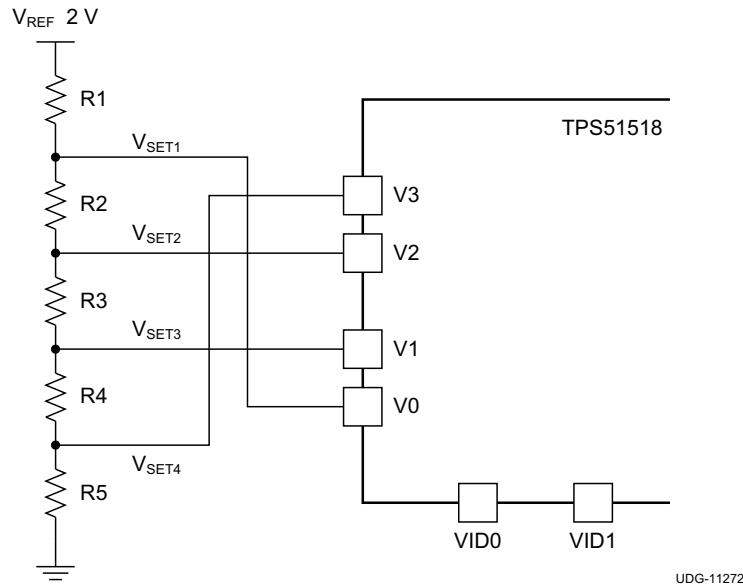 VREF 2 V
R1
TPS51518
VSET1
V3
R2
VSET2
V2
R3
VSET3
V1
R4
V0
VSET4
R5
VID0
VID1
UDG-11272